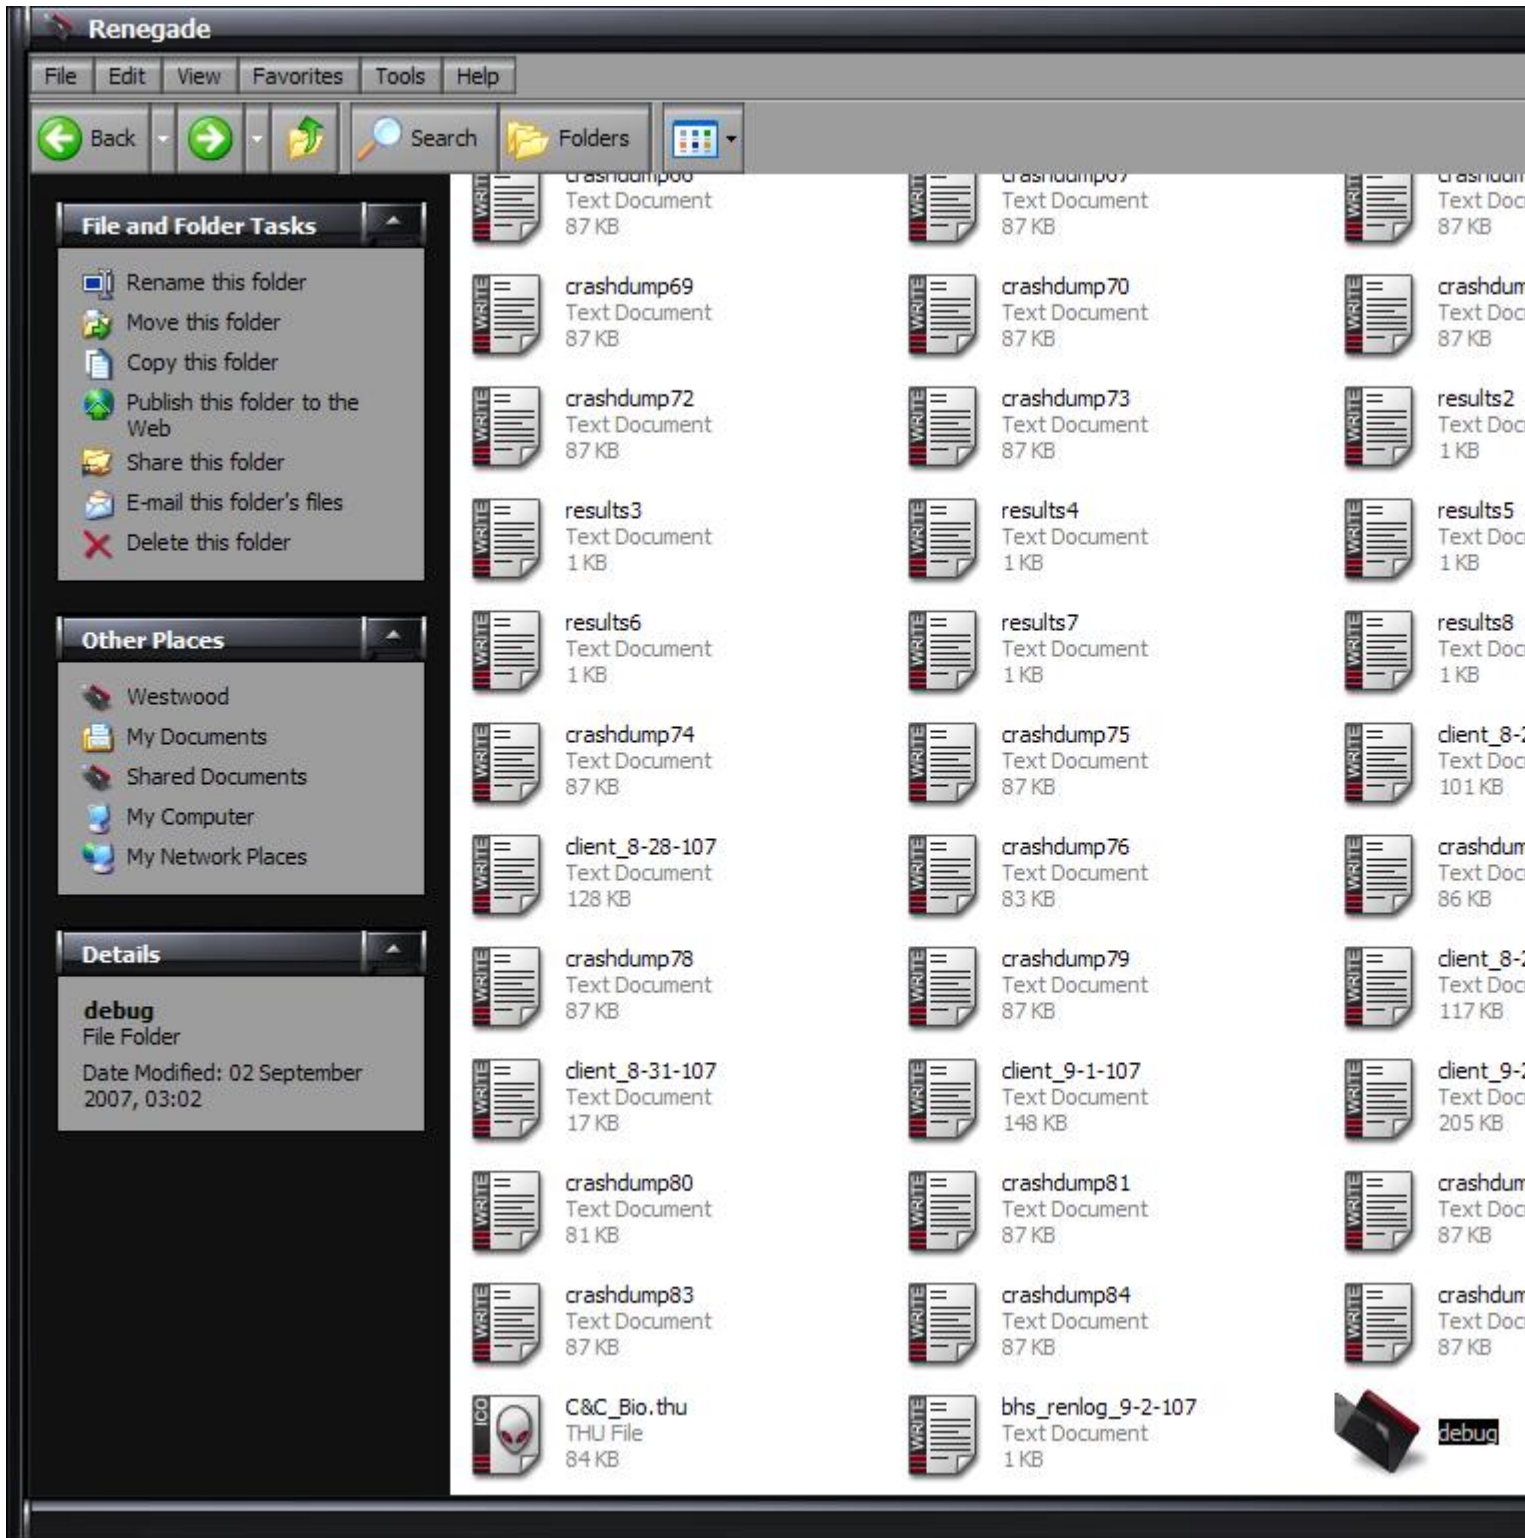 Renegade
File Edit View Favorites Tools Help
Back Search Folders
File and Folder Tasks
Rename this folder
Move this folder
Copy this folder
Publish this folder to the
Web
Share this folder
E-mail this folder's files
Delete this folder
Other Places
Westwood
My Documents
Shared Documents
My Computer
My Network Places
Details
debug
File Folder
Date Modified: 02 September
2007, 03:02
Text Document
87 KB
Text Document
87 KB
87 KB
crashdump69
Text Document
87 KB
crashdump70
Text Document
87 KB
87 KB
crashdump72
Text Document
87 KB
crashdump73
Text Document
87 KB
results2
Text
1 KB
results3
Text Document
1 KB
results4
Text Document
1 KB
results5
Text
1 KB
results6
Text Document
1 KB
results7
Text Document
1 KB
results8
Text
1 KB
crashdump74
Text Document
87 KB
crashdump75
Text Document
87 KB
Text
101 KB
client_8-28-107
Text Document
128 KB
crashdump76
Text Document
83 KB
Text
86 KB
crashdump78
Text Document
87 KB
crashdump79
Text Document
87 KB
Text
117 KB
client_8-31-107
Text Document
17 KB
client_9-1-107
Text Document
148 KB
Text
205 KB
crashdump80
Text Document
81 KB
crashdump81
Text Document
87 KB
Text
87 KB
crashdump83
Text Document
87 KB
crashdump84
Text Document
87 KB
Text
87 KB
C&C_Bio.thu
THU File
84 KB
bhs_renlog_9-2-107
Text Document
1 KB
debug